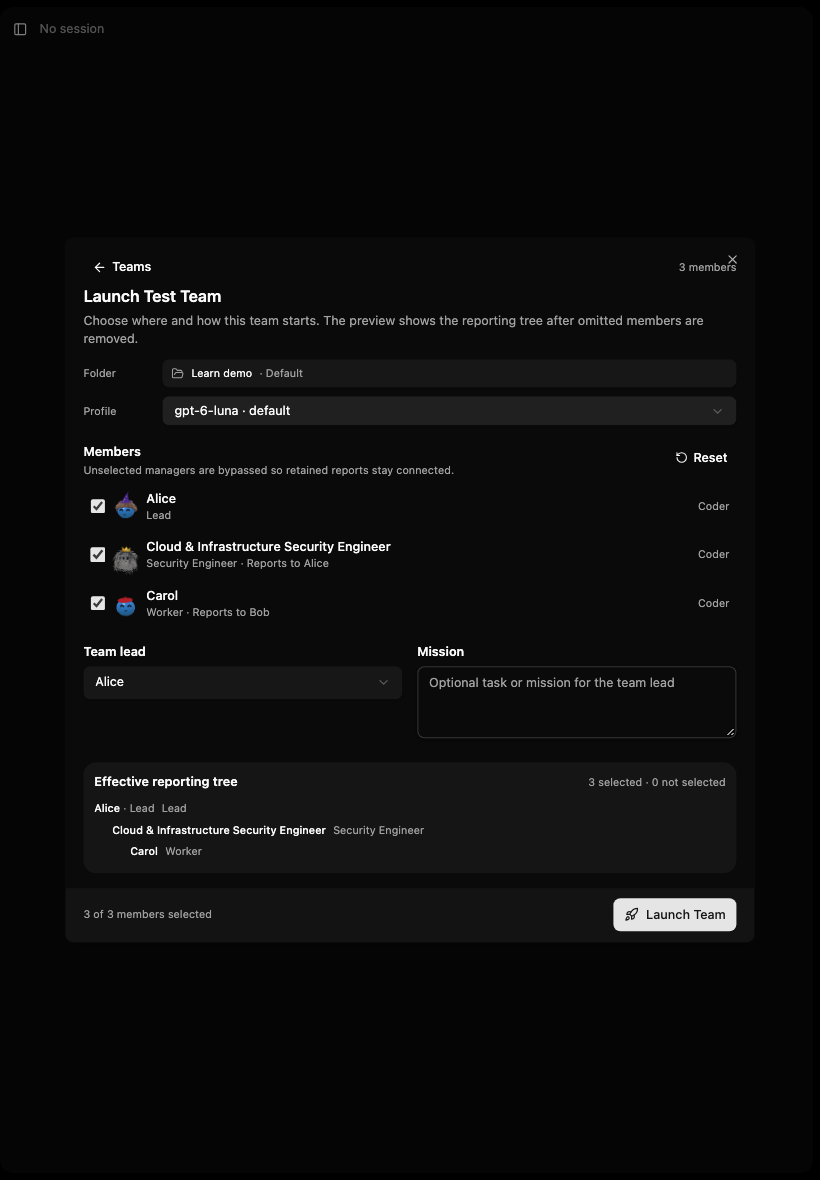 No session
Teams
3 members
Launch Test Team
Choose where and how this team starts. The preview shows the reporting tree after omitted members are
removed.
Folder
Learn demo · Default
Profile
gpt-6-luna · default
Members
Reset
Unselected managers are bypassed so retained reports stay connected.
Alice
Lead
Coder
Cloud & Infrastructure Security Engineer
Security Engineer · Reports to Alice
Coder
Carol
Worker · Reports to Bob
Coder
Team lead
Alice
Mission
Optional task or mission for the team lead
Effective reporting tree
3 selected · 0 not selected
Alice · Lead Lead
Cloud & Infrastructure Security Engineer Security Engineer
Carol Worker
3 of 3 members selected
Launch Team